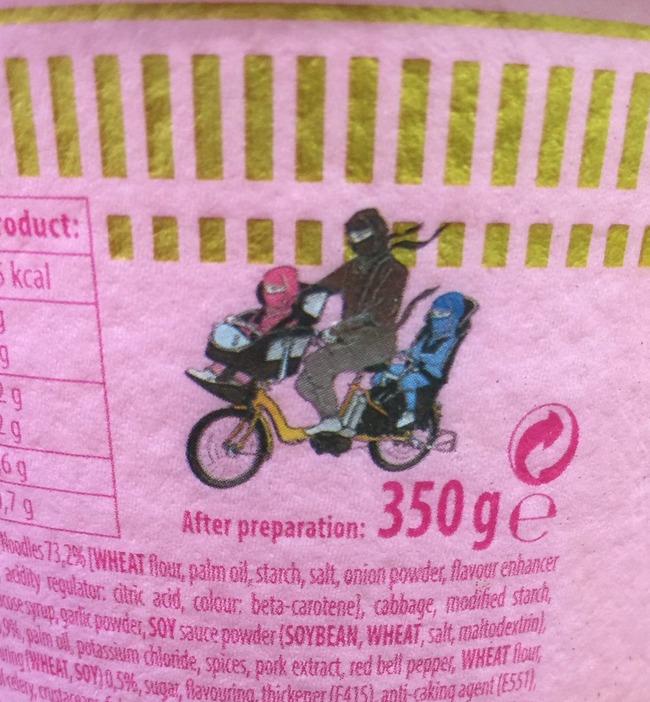 roduct:
kcal
g
g
2 g
2 g
,6 g
,7 g
After preparation: 350 g e
Noodles 73,2% [WHEAT flour, palm oil, starch, salt, onion powder, flavour enhancer
acidity regulator: citric acid, colour: beta-carotene], cabbage, modified starch,
cose syrup, garlic powder, SOY sauce powder (SOYBEAN, WHEAT, salt, maltodextrin),
,9%, palm oil, potassium chloride, spices, pork extract, red bell pepper, WHEAT flour,
uring (WHEAT, SOY) 0,5%, sugar, flavouring, thickener (E415), anti-caking agent (E551),
celery,